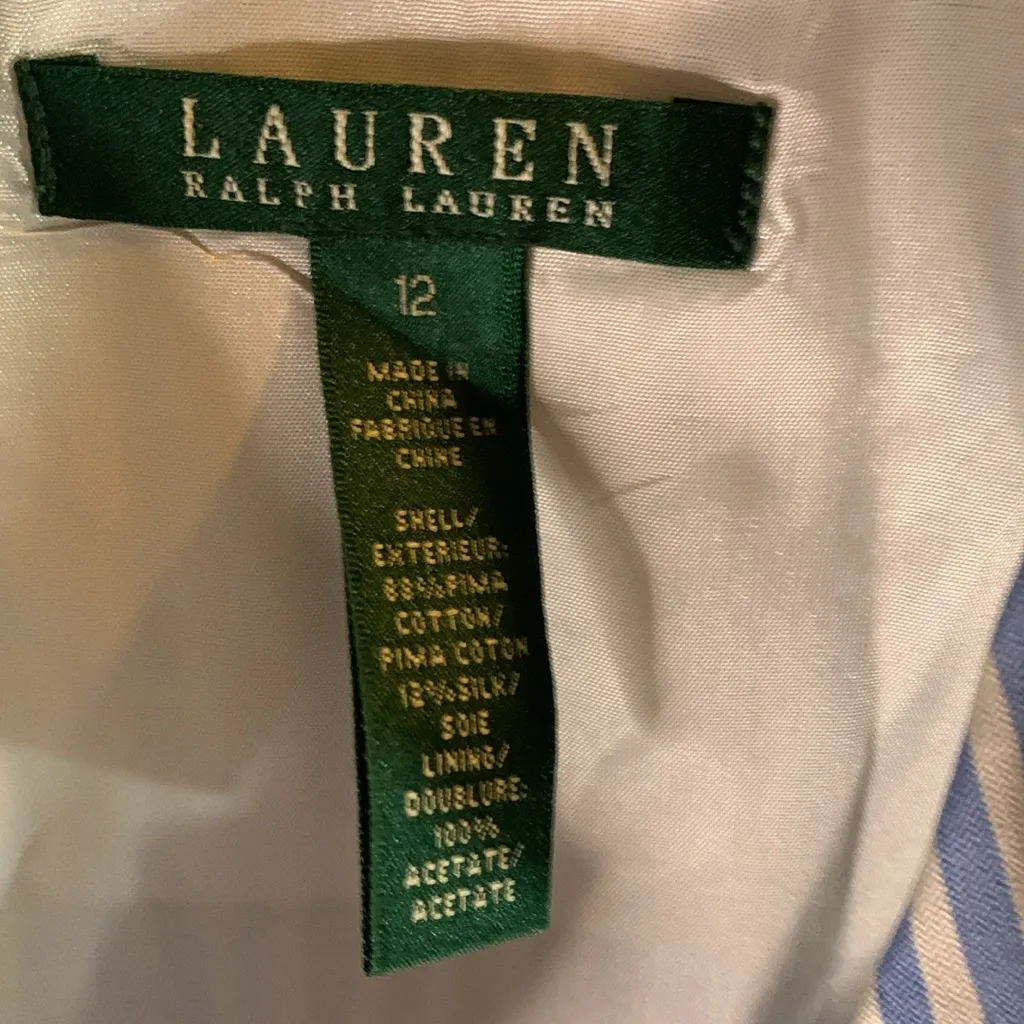 LAUREN
RALPH LAUREN
12
MADE IN
CHINA
FABRIQUE EN
CHINE
SHELL/
EXTERIEUR:
88% PIMA
COTTON/
PIMA COTON
12% SILK/
SOIE
LINING/
DOUBLURE:
100%
ACETATE/
ACETATE